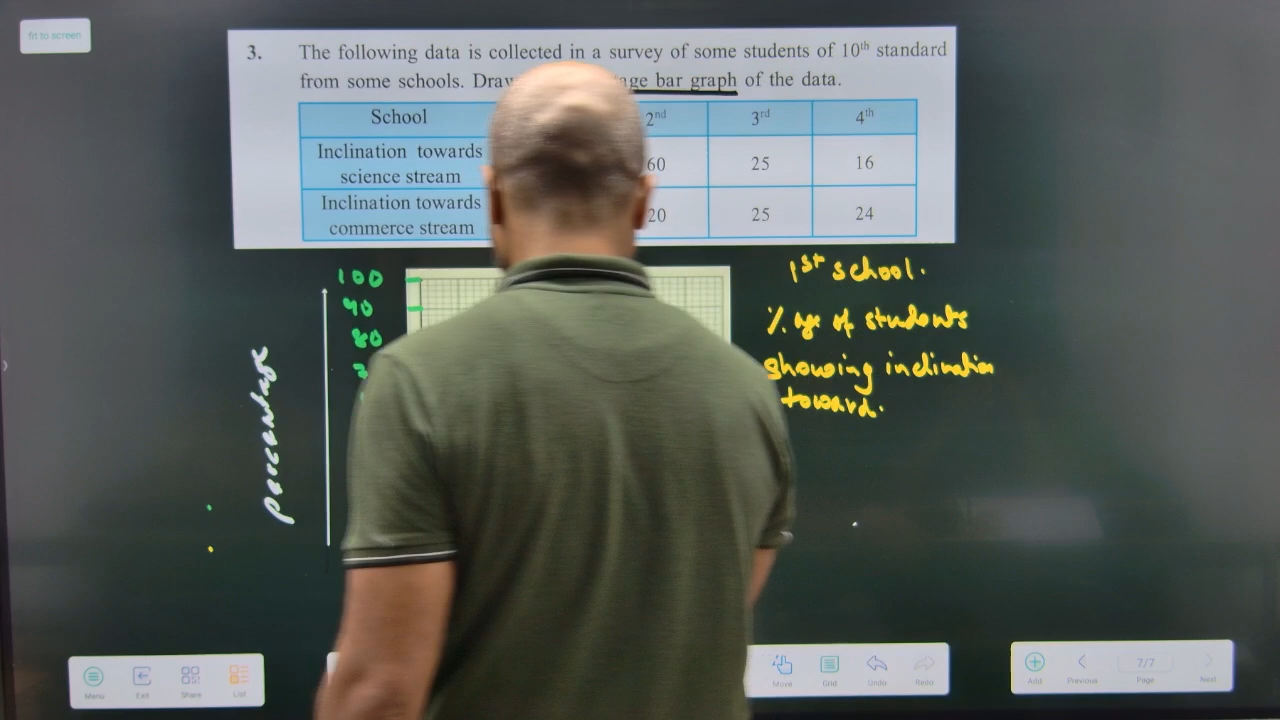 fit to screen
3. The following data is collected in a survey of some students of 10th standard
from some schools. Draw age bar graph of the data.
School 2nd 3rd 4th
Inclination towards
science stream 60 25 16
Inclination towards
commerce stream 20 25 24
100
90
80
percentage
1st school.
% age of students
showing inclination
toward.
Menu Exit Share List
Move Grid Undo Redo
Add Previous 7/7 Page Next